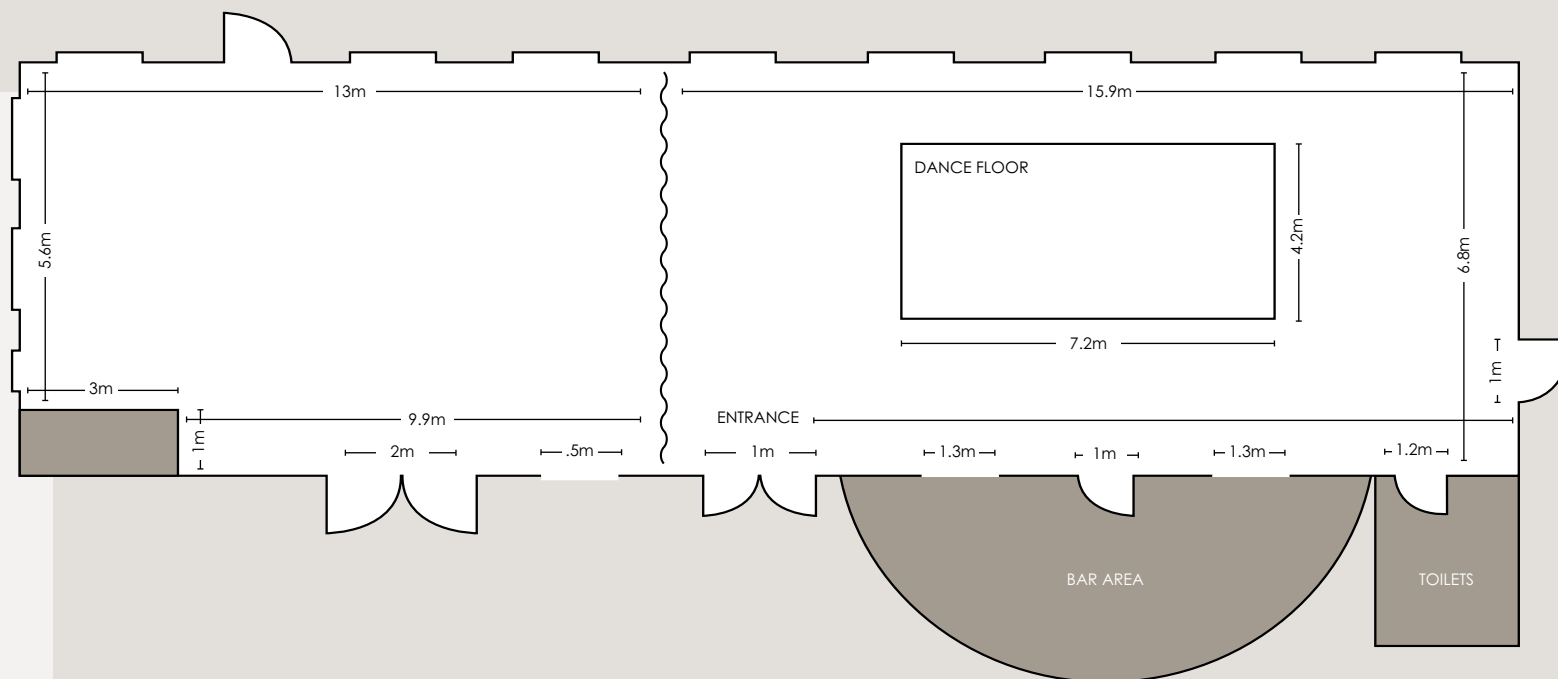 13m
15.9m
DANCE FLOOR
5.6m
4.2m
6.8m
7.2m
1m
3m
9.9m
ENTRANCE
1m
2m
.5m
1m
1.3m
1m
1.3m
1.2m
BAR AREA
TOILETS